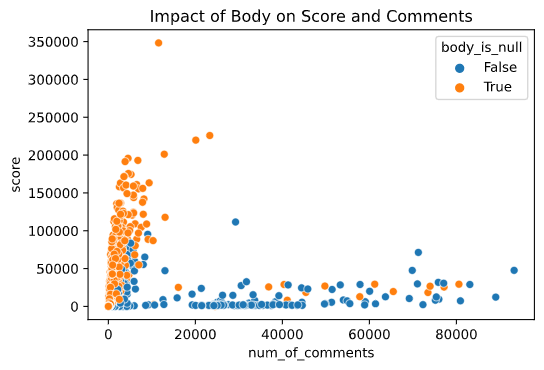 Impact of Body on Score and Comments
350000
300000
250000
200000
150000
100000
50000
0
score
body_is_null
False
True
0 20000 40000 60000 80000
num_of_comments